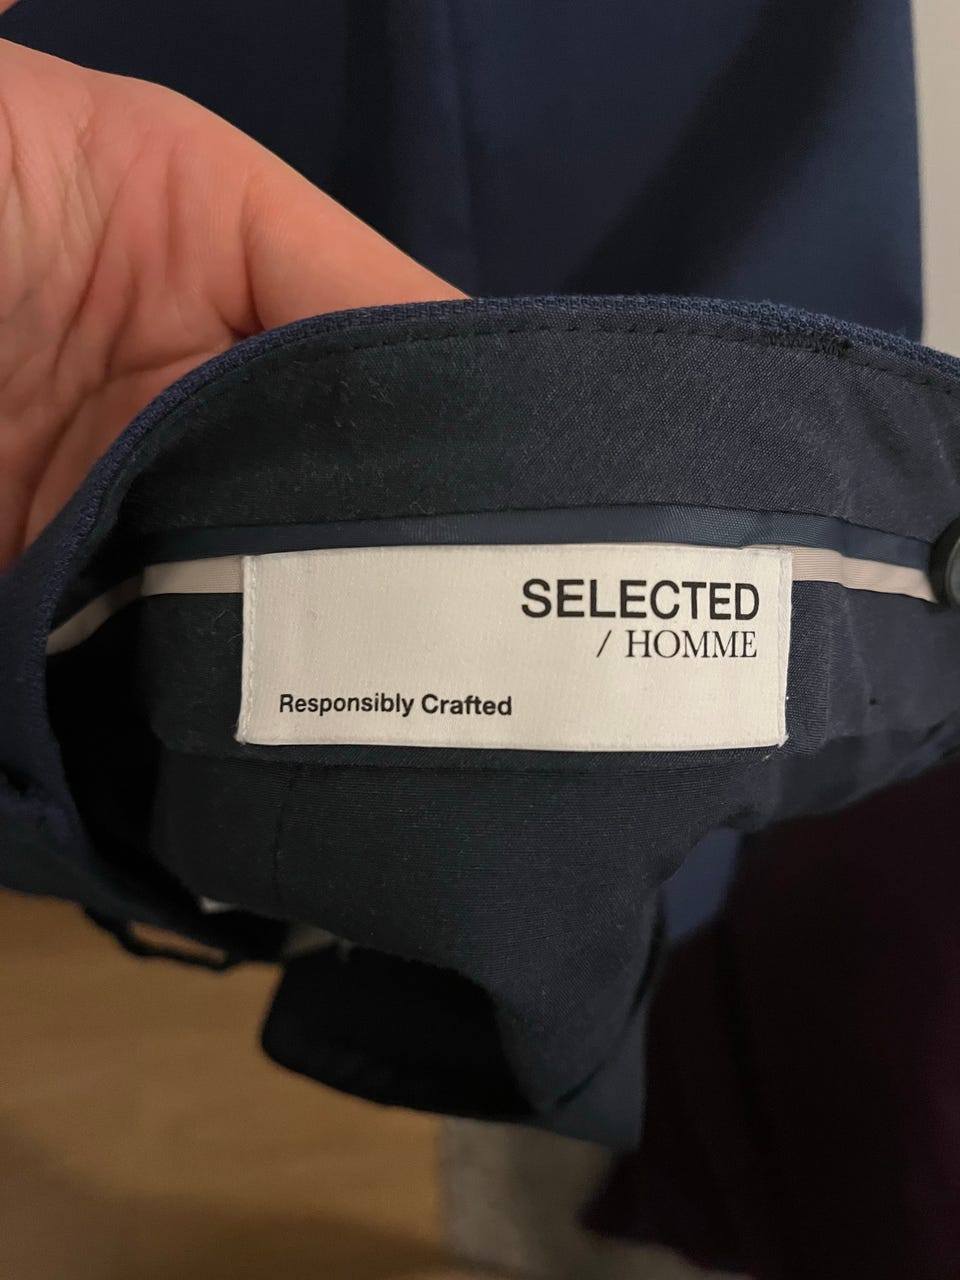 SELECTED
/ HOMME
Responsibly Crafted